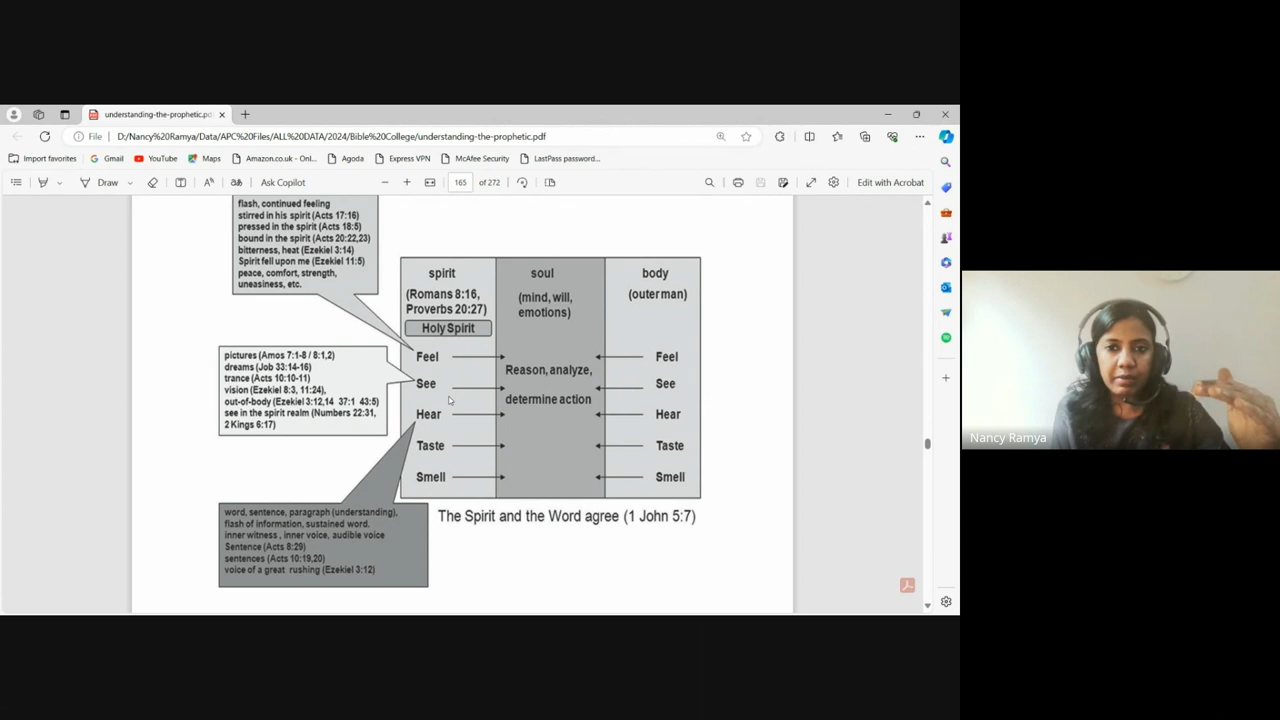 understanding-the-prophetic.pdf
File
D:/Nancy%20Ramya/Data/APC%20Files/ALL%20DATA/2024/Bible%20College/understanding-the-prophetic.pdf
Import favorites
Gmail
YouTube
Maps
Amazon.co.uk - Onl...
Agoda
Express VPN
McAfee Security
LastPass password...
Draw
Ask Copilot
165 of 272
Edit with Acrobat
flash, continued feeling
stirred in his spirit (Acts 17:16)
pressed in the spirit (Acts 18:5)
bound in the spirit (Acts 20:22,23)
bitterness, heat (Ezekiel 3:14)
Spirit fell upon me (Ezekiel 11:5)
peace, comfort, strength,
uneasiness, etc.
spirit
(Romans 8:16,
Proverbs 20:27)
Holy Spirit
Feel
See
Hear
Taste
Smell
soul
(mind, will,
emotions)
Reason, analyze,
determine action
body
(outer man)
Feel
See
Hear
Taste
Smell
pictures (Amos 7:1-8 / 8:1,2)
dreams (Job 33:14-16)
trance (Acts 10:10-11)
vision (Ezekiel 8:3, 11:24),
out-of-body (Ezekiel 3:12,14 37:1 43:5)
see in the spirit realm (Numbers 22:31,
2 Kings 6:17)
word, sentence, paragraph (understanding),
flash of information, sustained word.
inner witness , inner voice, audible voice
Sentence (Acts 8:29)
sentences (Acts 10:19,20)
voice of a great rushing (Ezekiel 3:12)
The Spirit and the Word agree (1 John 5:7)
Nancy Ramya